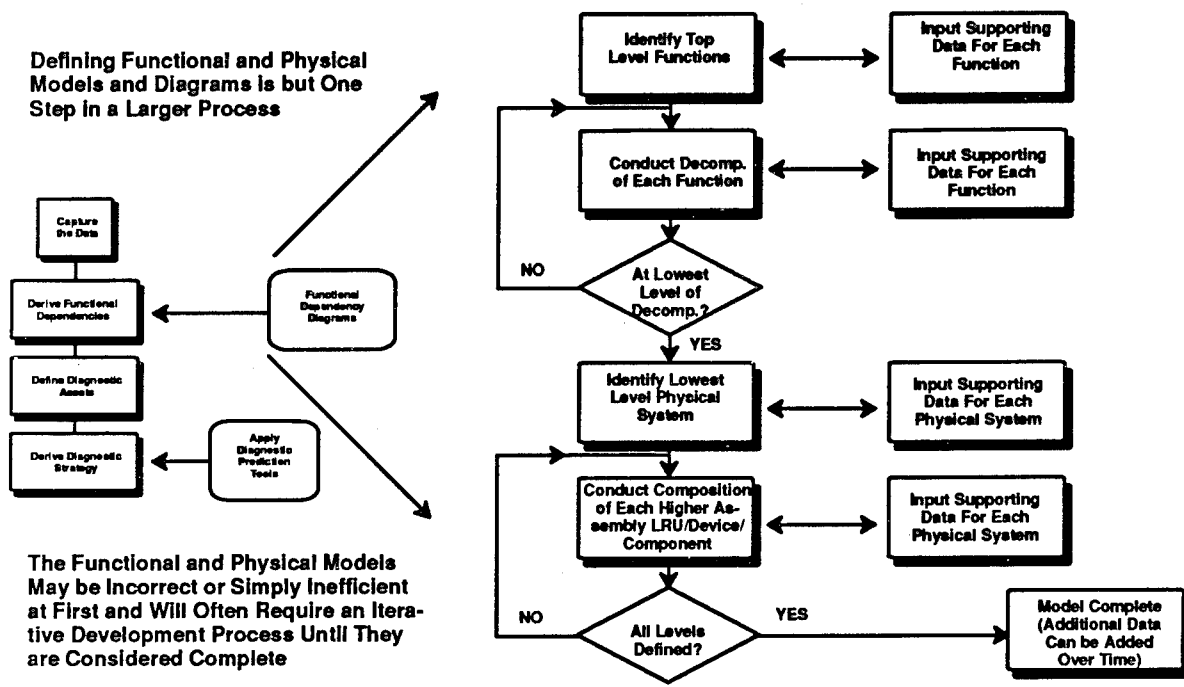 Defining Functional and Physical
Models and Diagrams is but One
Step in a Larger Process
Capture
the Data
Derive Functional
Dependencies
Functional
Dependency
Diagrams
Define Diagnostic
Assets
Derive Diagnostic
Strategy
Apply
Diagnostic
Prediction
Tools
The Functional and Physical Models
May be Incorrect or Simply Inefficient
at First and Will Often Require an Itera-
tive Development Process Until They
are Considered Complete
Identify Top
Level Functions
Input Supporting
Data For Each
Function
Conduct Decomp.
of Each Function
Input Supporting
Data For Each
Function
NO
At Lowest
Level of
Decomp.?
YES
Identify Lowest
Level Physical
System
Input Supporting
Data For Each
Physical System
Conduct Composition
of Each Higher As-
sembly LRU/Device/
Component
Input Supporting
Data For Each
Physical System
NO
All Levels
Defined?
YES
Model Complete
(Additional Data
Can be Added
Over Time)